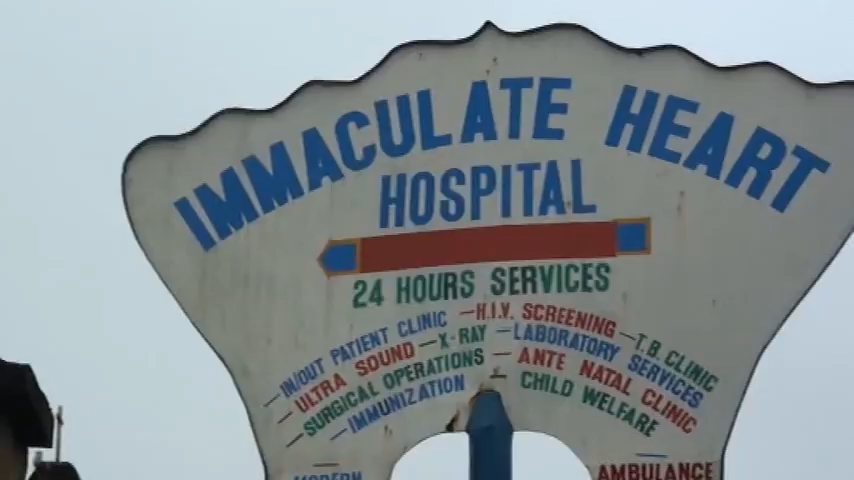 IMMACULATE HEART
HOSPITAL
24 HOURS SERVICES
-IN/OUT PATIENT CLINIC -H.I.V. SCREENING -T.B. CLINIC
-ULTRA SOUND -X-RAY -LABORATORY SERVICES
-SURGICAL OPERATIONS -ANTE NATAL CLINIC
-IMMUNIZATION -CHILD WELFARE
-MODERN
-AMBULANCE